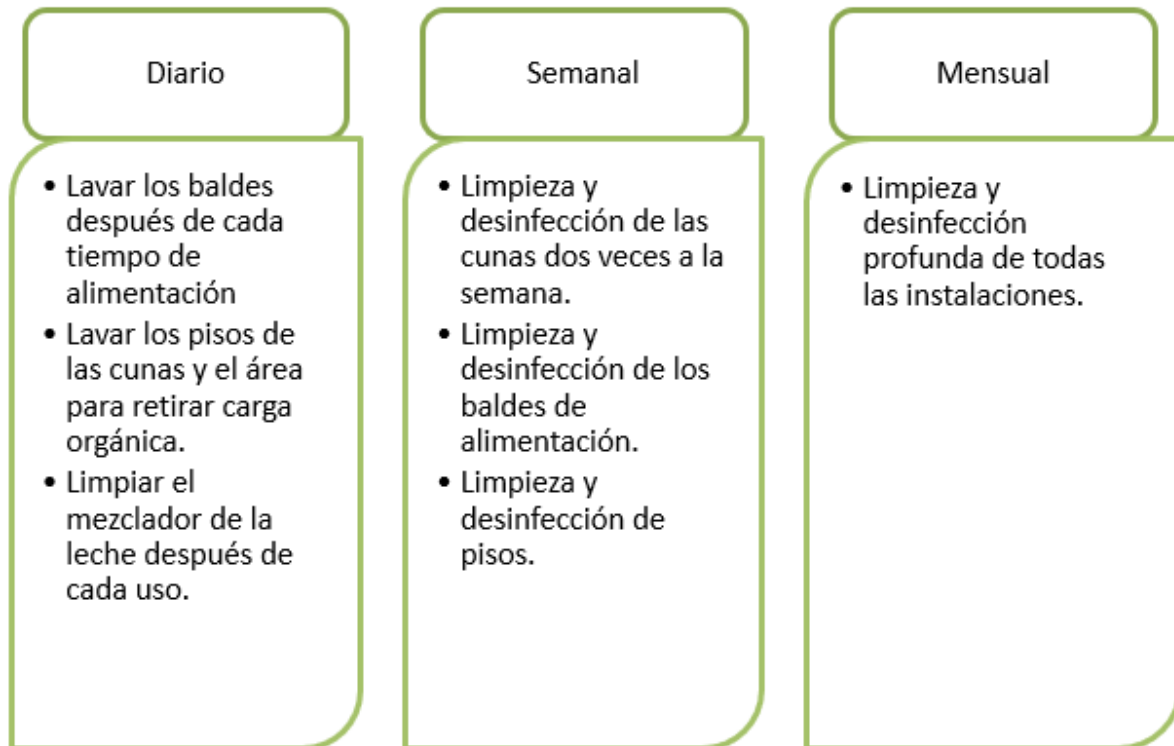 Diario
• Lavar los baldes
después de cada
tiempo de
alimentación
• Lavar los pisos de
las cunas y el área
para retirar carga
orgánica.
• Limpiar el
mezclador de la
leche después de
cada uso.
Semanal
• Limpieza y
desinfección de las
cunas dos veces a la
semana.
• Limpieza y
desinfección de los
baldes de
alimentación.
• Limpieza y
desinfección de
pisos.
Mensual
• Limpieza y
desinfección
profunda de todas
las instalaciones.